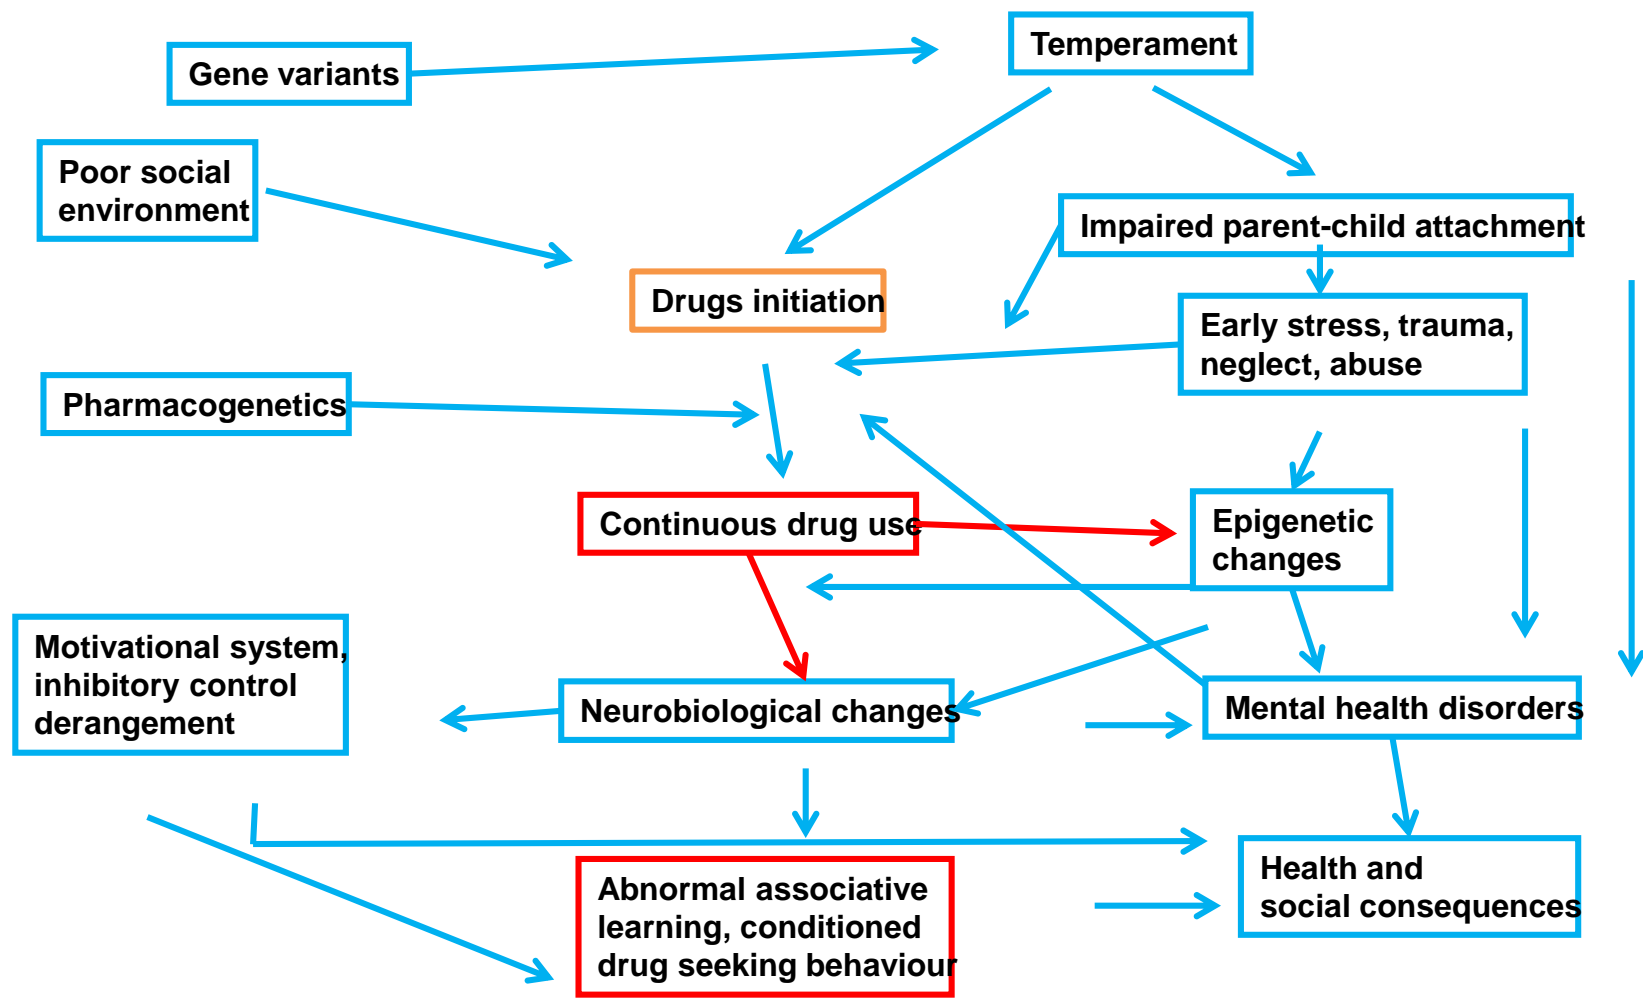 Gene variants
Temperament
Poor social
environment
Impaired parent-child attachment
Drugs initiation
Early stress, trauma,
neglect, abuse
Pharmacogenetics
Continuous drug use
Epigenetic
changes
Motivational system,
inhibitory control
derangement
Neurobiological changes
Mental health disorders
Abnormal associative
learning, conditioned
drug seeking behaviour
Health and
social consequences